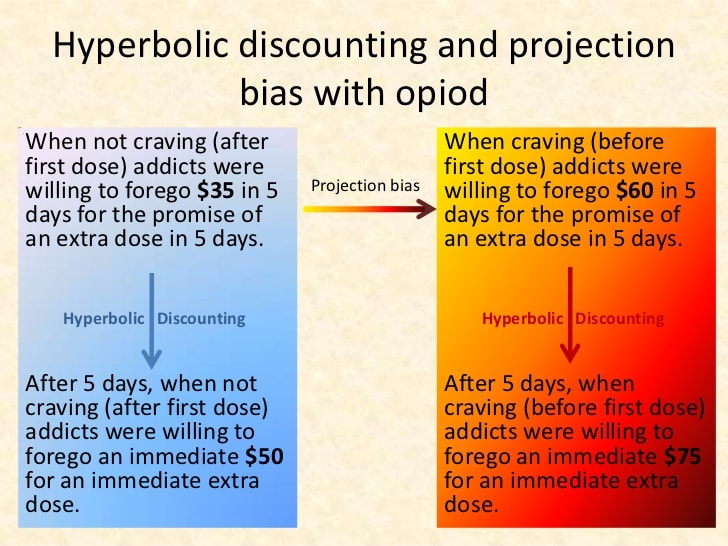 Hyperbolic discounting and projection
bias with opiod
When not craving (after
first dose) addicts were
willing to forego $35 in 5
days for the promise of
an extra dose in 5 days.
Hyperbolic Discounting
After 5 days, when not
craving (after first dose)
addicts were willing to
forego an immediate $50
for an immediate extra
dose.
Projection bias
When craving (before
first dose) addicts were
willing to forego $60 in 5
days for the promise of
an extra dose in 5 days.
Hyperbolic Discounting
After 5 days, when
craving (before first dose)
addicts were willing to
forego an immediate $75
for an immediate extra
dose.